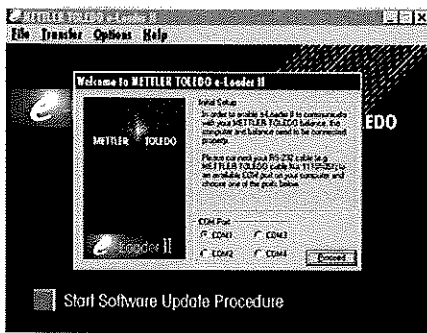 METTLER TOLEDO e-Loader II
File Transfer Options Help
Welcome to METTLER TOLEDO e-Loader II
Initial Setup
In order to enable e-Loader II to communicate
with your METTLER TOLEDO balance, the
computer and balance need to be connected
properly.
Please connect your RS-232 cable (e.g.
METTLER TOLEDO cable No.
an available COM port on your computer and
choose one of the ports below.
METTLER TOLEDO
EDO
COM Port
COM1 COM3
COM2 COM4
Proceed
e-Loader II
Start Software Update Procedure